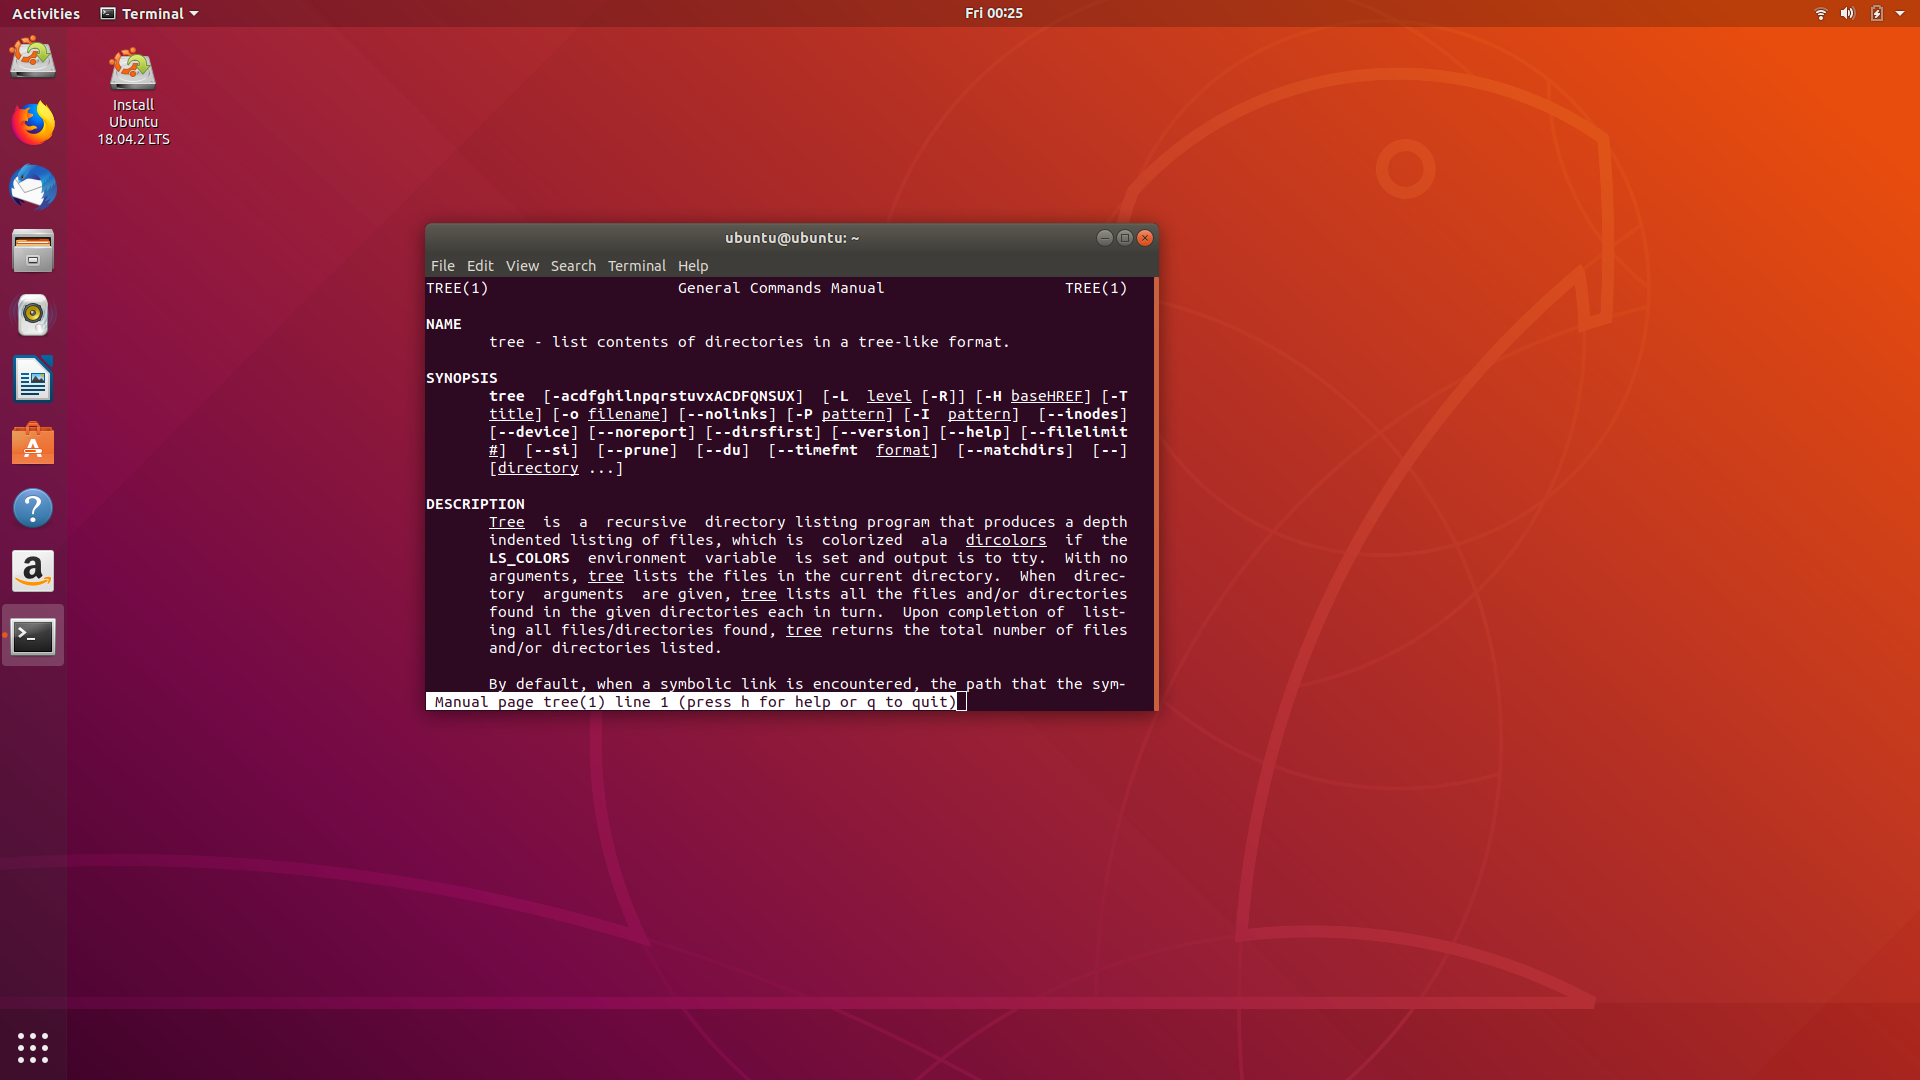 Activities Terminal Fri 00:25
Install
Ubuntu
18.04.2 LTS
ubuntu@ubuntu: ~
File Edit View Search Terminal Help
TREE(1) General Commands Manual TREE(1)
NAME
tree - list contents of directories in a tree-like format.
SYNOPSIS
tree [-acdfghilnpqrstuvxACDFQNSUX] [-L level [-R]] [-H baseHREF] [-T
title] [-o filename] [--nolinks] [-P pattern] [-I pattern] [--inodes]
[--device] [--noreport] [--dirsfirst] [--version] [--help] [--filelimit
#] [--si] [--prune] [--du] [--timefmt format] [--matchdirs] [--]
[directory ...]
DESCRIPTION
Tree is a recursive directory listing program that produces a depth
indented listing of files, which is colorized ala dircolors if the
LS_COLORS environment variable is set and output is to tty. With no
arguments, tree lists the files in the current directory. When direc-
tory arguments are given, tree lists all the files and/or directories
found in the given directories each in turn. Upon completion of list-
ing all files/directories found, tree returns the total number of files
and/or directories listed.
By default, when a symbolic link is encountered, the path that the sym-
Manual page tree(1) line 1 (press h for help or q to quit)